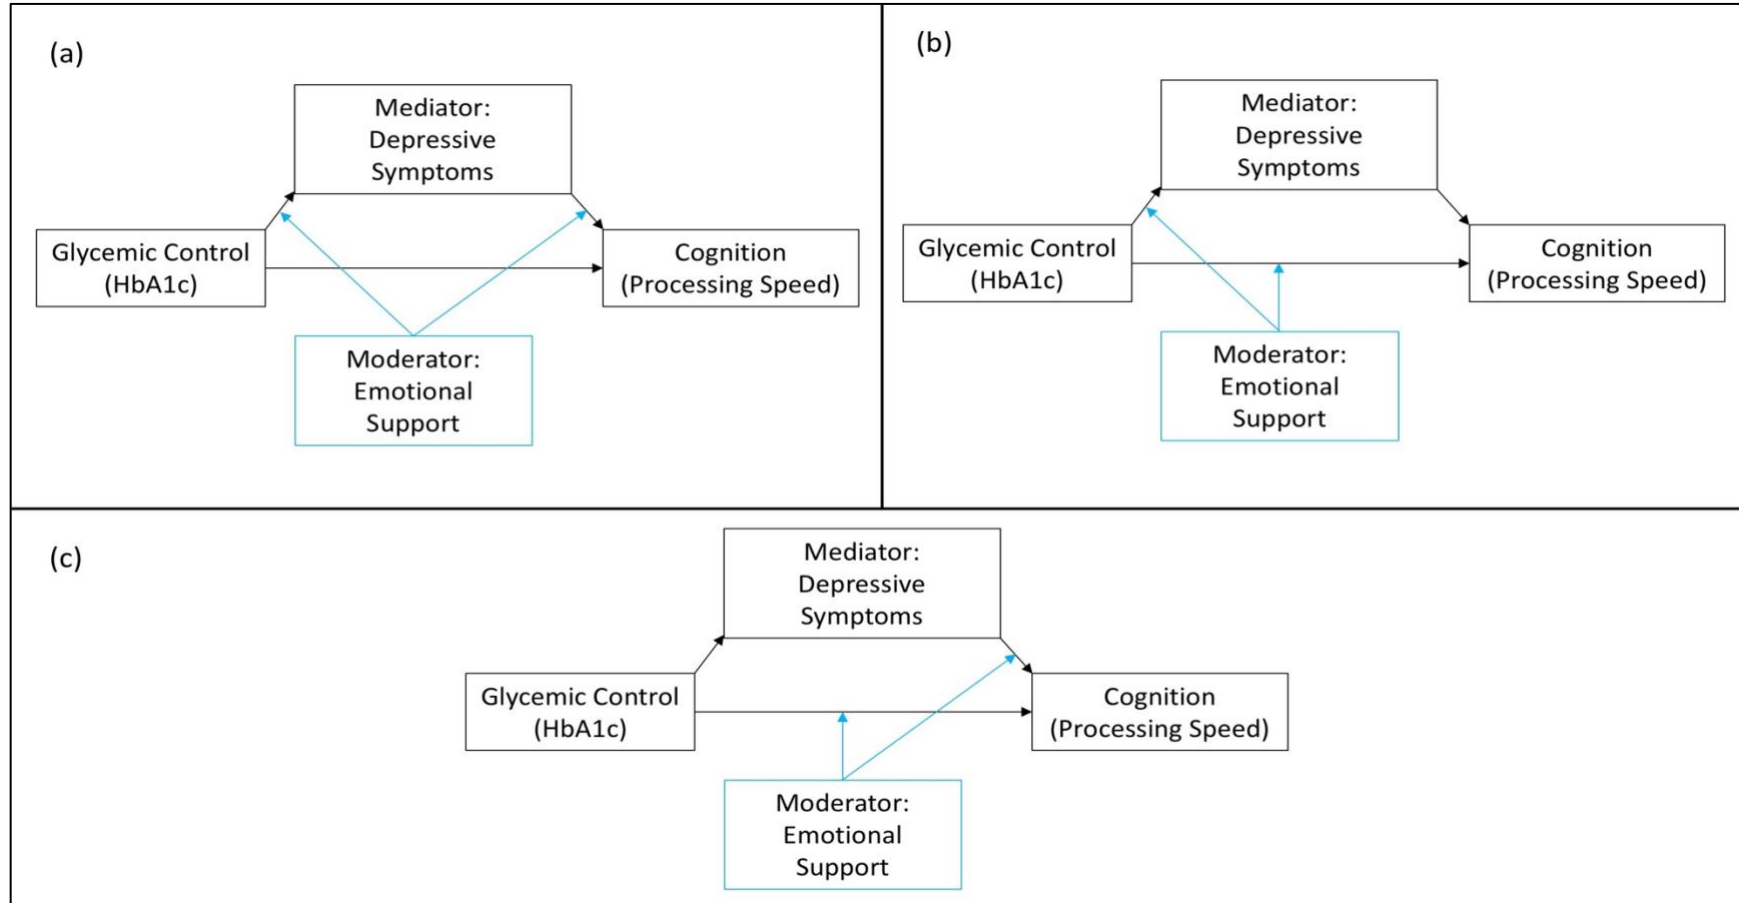 (a)
Mediator:
Depressive
Symptoms
Glycemic Control
(HbA1c)
Cognition
(Processing Speed)
Moderator:
Emotional
Support
(b)
Mediator:
Depressive
Symptoms
Glycemic Control
(HbA1c)
Cognition
(Processing Speed)
Moderator:
Emotional
Support
(c)
Mediator:
Depressive
Symptoms
Glycemic Control
(HbA1c)
Cognition
(Processing Speed)
Moderator:
Emotional
Support